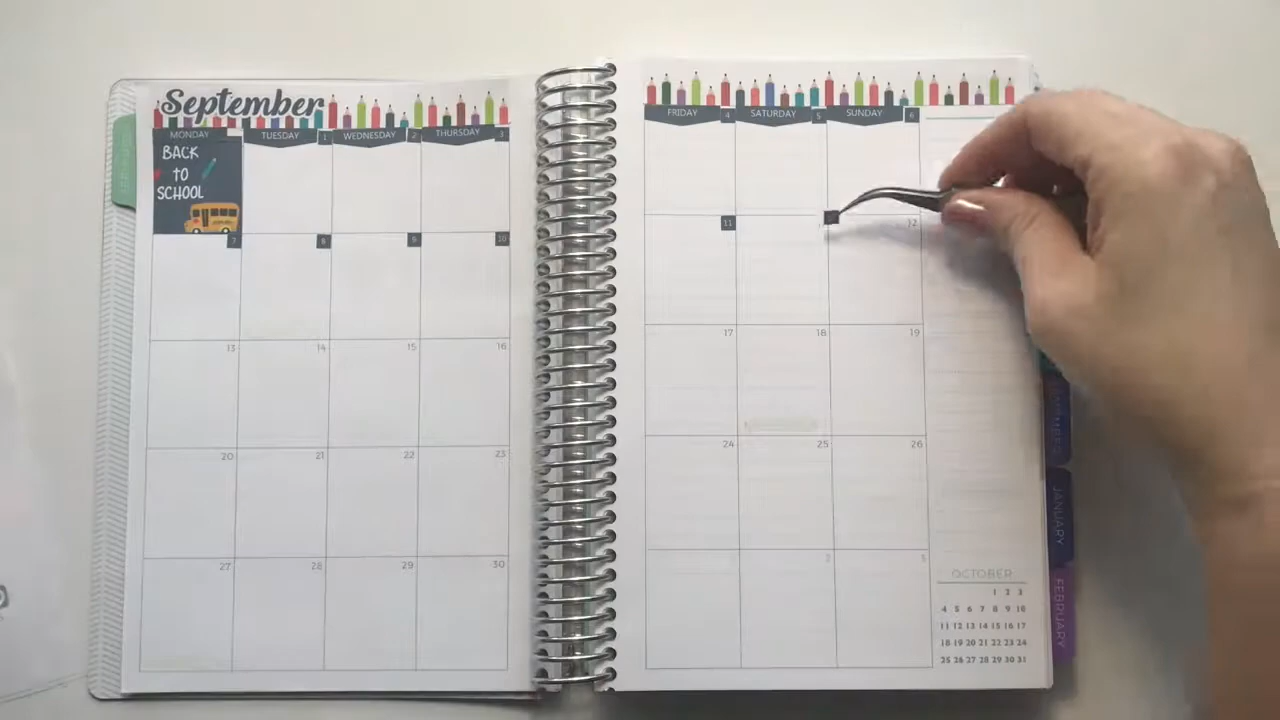 September
MONDAY TUESDAY 1 WEDNESDAY 2 THURSDAY 3
FRIDAY 4 SATURDAY 5 SUNDAY 6
BACK
TO
SCHOOL
7 8 9 10
11 12
13 14 15 16
17 18 19
20 21 22 23
24 25 26
27 28 29 30
2 3
OCTOBER
1 2 3
4 5 6 7 8 9 10
11 12 13 14 15 16 17
18 19 20 21 22 23 24
25 26 27 28 29 30 31
JANUARY
FEBRUARY